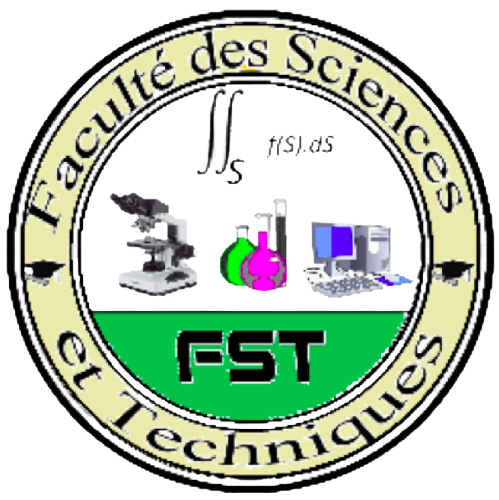 Faculté des Sciences
∬S f(S).dS
FST
et Techniques